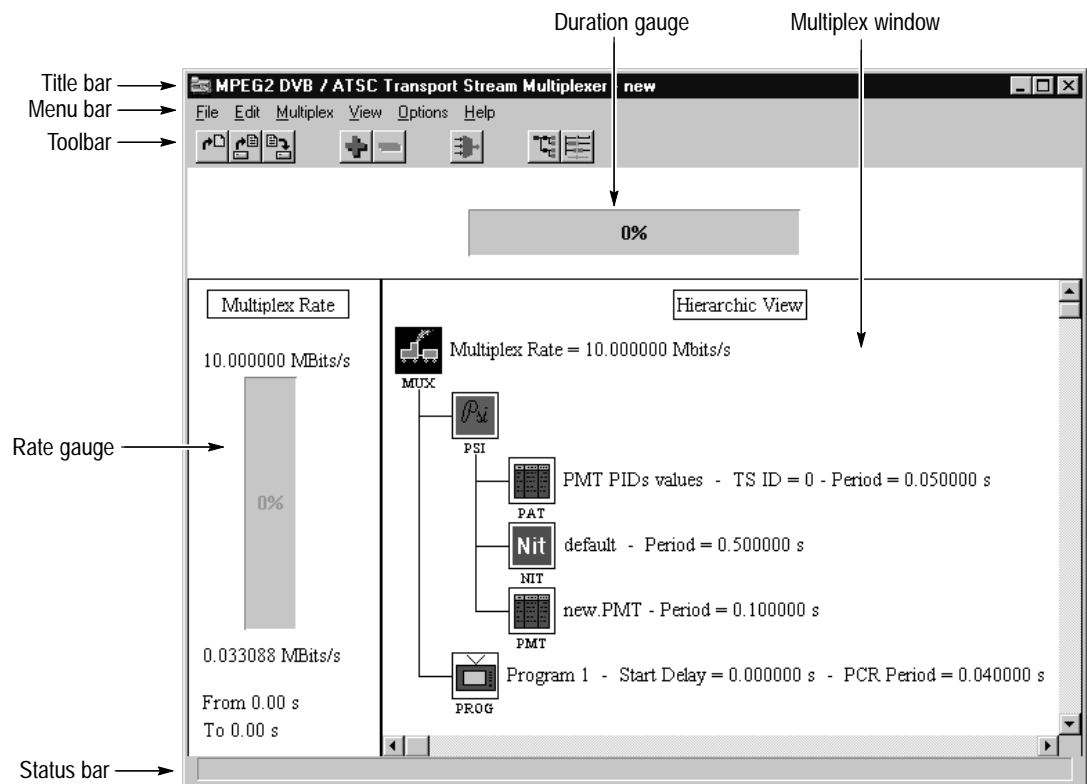 Duration gauge
Multiplex window
Title bar
MPEG2 DVB / ATSC Transport Stream Multiplexer - new
Menu bar
File Edit Multiplex View Options Help
Toolbar
0%
Multiplex Rate
Hierarchic View
10.000000 MBits/s
Multiplex Rate = 10.000000 Mbits/s
MUX
Psi
PSI
Rate gauge
0%
PMT PIDs values - TS ID = 0 - Period = 0.050000 s
PAT
Nit
default - Period = 0.500000 s
NIT
new.PMT - Period = 0.100000 s
PMT
0.033088 MBits/s
Program 1 - Start Delay = 0.000000 s - PCR Period = 0.040000 s
PROG
From 0.00 s
To 0.00 s
Status bar